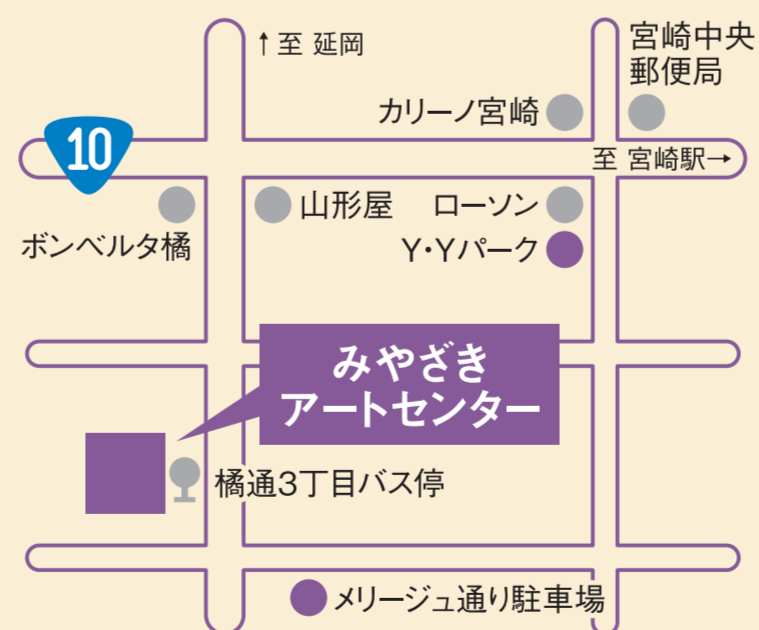 ↑至 延岡
宮崎中央
郵便局
カリーノ宮崎
10
至 宮崎駅→
山形屋
ローソン
ボンベルタ橘
Y・Yパーク
みやざき
アートセンター
橘通3丁目バス停
メリージュ通り駐車場